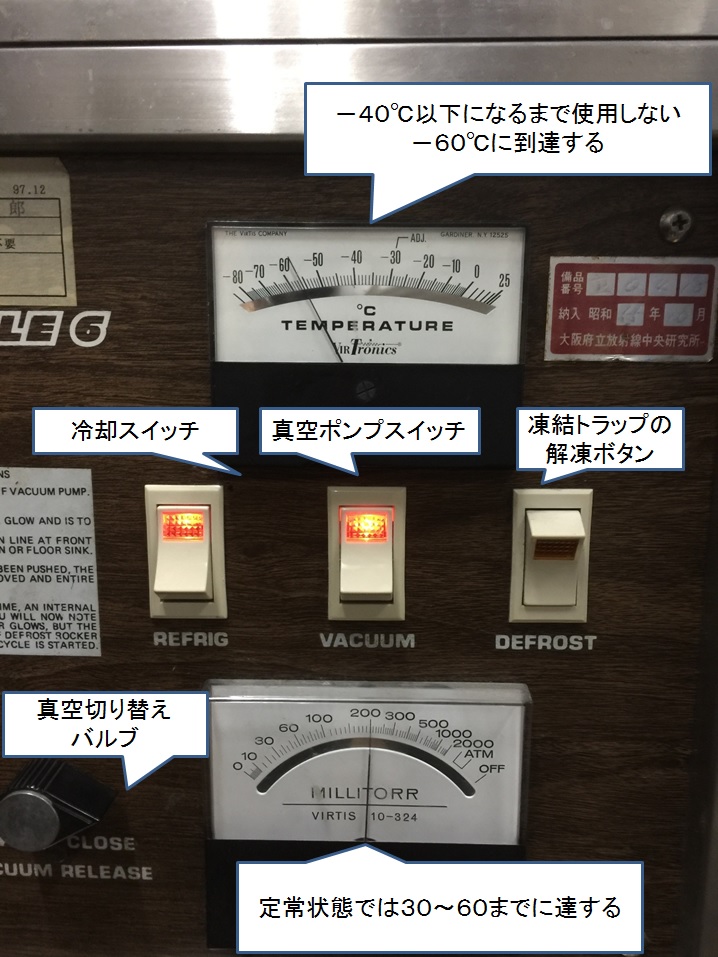 －４０℃以下になるまで使用しない
－６０℃に到達する
97.12
郎
要
THE VIRTIS COMPANY
ADJ.
GARDINER N.Y 12525
-80 -70 -60 -50 -40 -30 -20 -10 0 25
℃
TEMPERATURE
VIRTRONICS
LE 6
備品
番号
納入 昭和 年 月
大阪府立放射線中央研究所
冷却スイッチ
真空ポンプスイッチ
凍結トラップの
解凍ボタン
NS
F VACUUM PUMP.
GLOW AND IS TO
N LINE AT FRONT
N OR FLOOR SINK.
BEEN PUSHED, THE
OVED AND ENTIRE
IME, AN INTERNAL
U WILL NOW NOTE
R GLOWS, BUT THE
F DEFROST ROCKER
CYCLE IS STARTED.
REFRIG
VACUUM
DEFROST
真空切り替え
バルブ
0 10 30 60 100 200 300 500 1000 2000 ATM OFF
MILLITORR
VIRTIS 10-324
CLOSE
CUUM RELEASE
定常状態では３０～６０までに達する